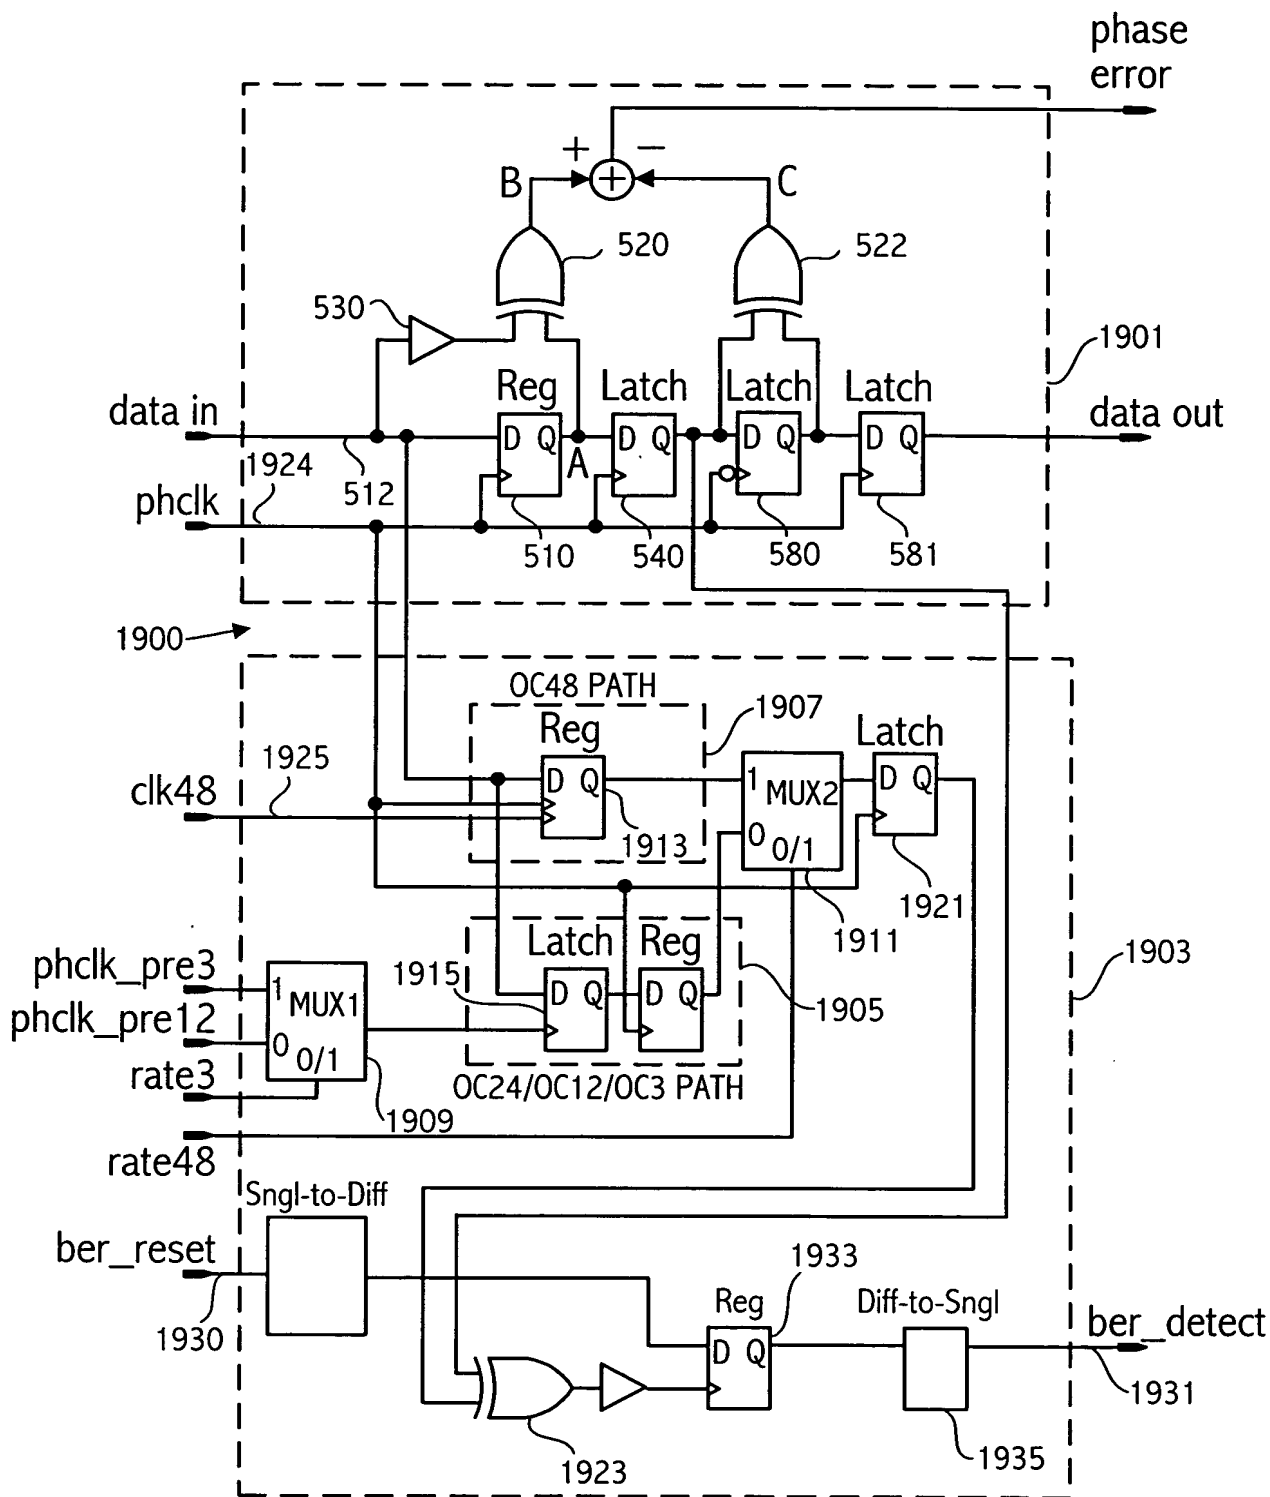 phase
error
+
−
B
+
C
520
522
530
1901
Reg
Latch
Latch
Latch
data in
D Q
D Q
D Q
D Q
data out
1924
512
A
phclk
510
540
580
581
1900
OC48 PATH
1907
Reg
Latch
1925
clk48
D Q
1
MUX2
D Q
0
0/1
1913
1921
1911
1903
Latch
Reg
1915
phclk_pre3
1
MUX1
D Q
D Q
1905
phclk_pre12
0
0/1
rate3
OC24/OC12/OC3 PATH
1909
rate48
Sngl-to-Diff
ber_reset
1933
Reg
Diff-to-Sngl
1930
D Q
ber_detect
1931
1923
1935